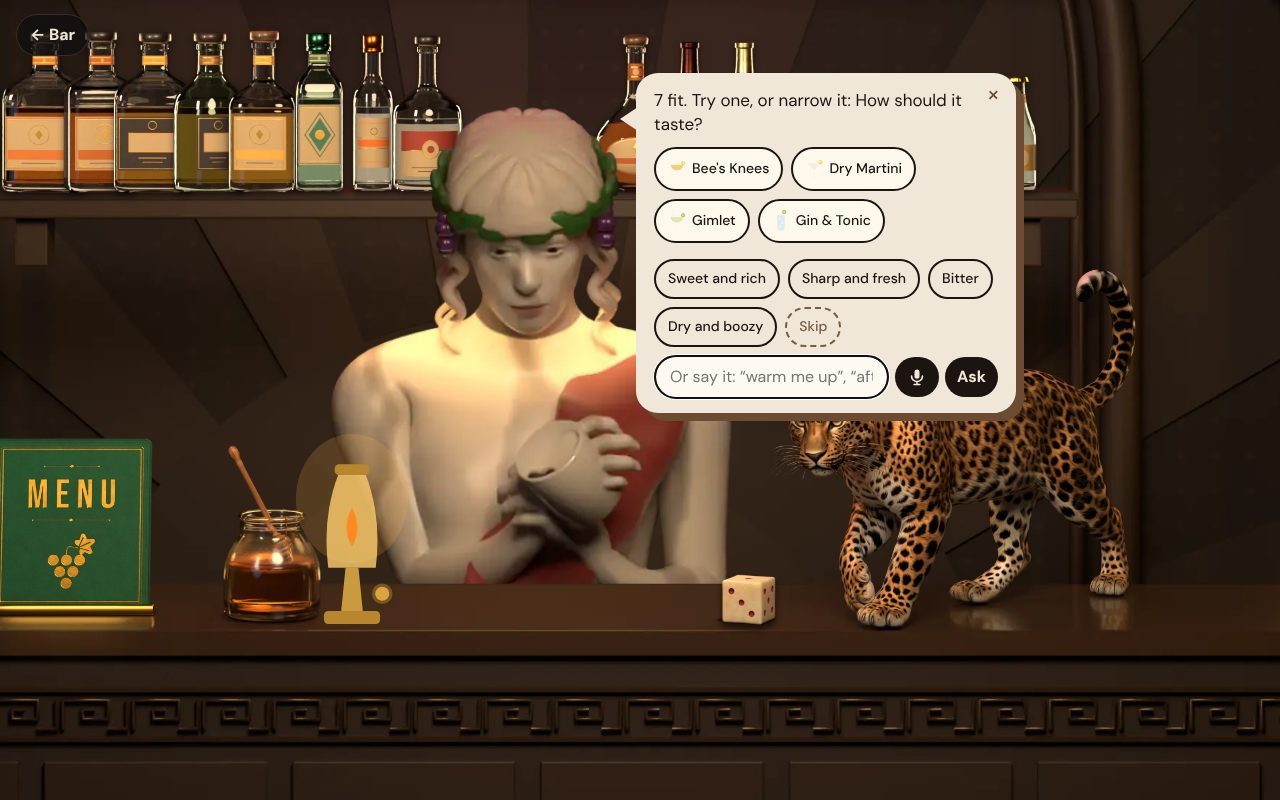 ← Bar
7 fit. Try one, or narrow it: How should it
taste?
×
Bee's Knees
Dry Martini
Gimlet
Gin & Tonic
Sweet and rich
Sharp and fresh
Bitter
Dry and boozy
Skip
Or say it: “warm me up”, “aft
Ask
MENU